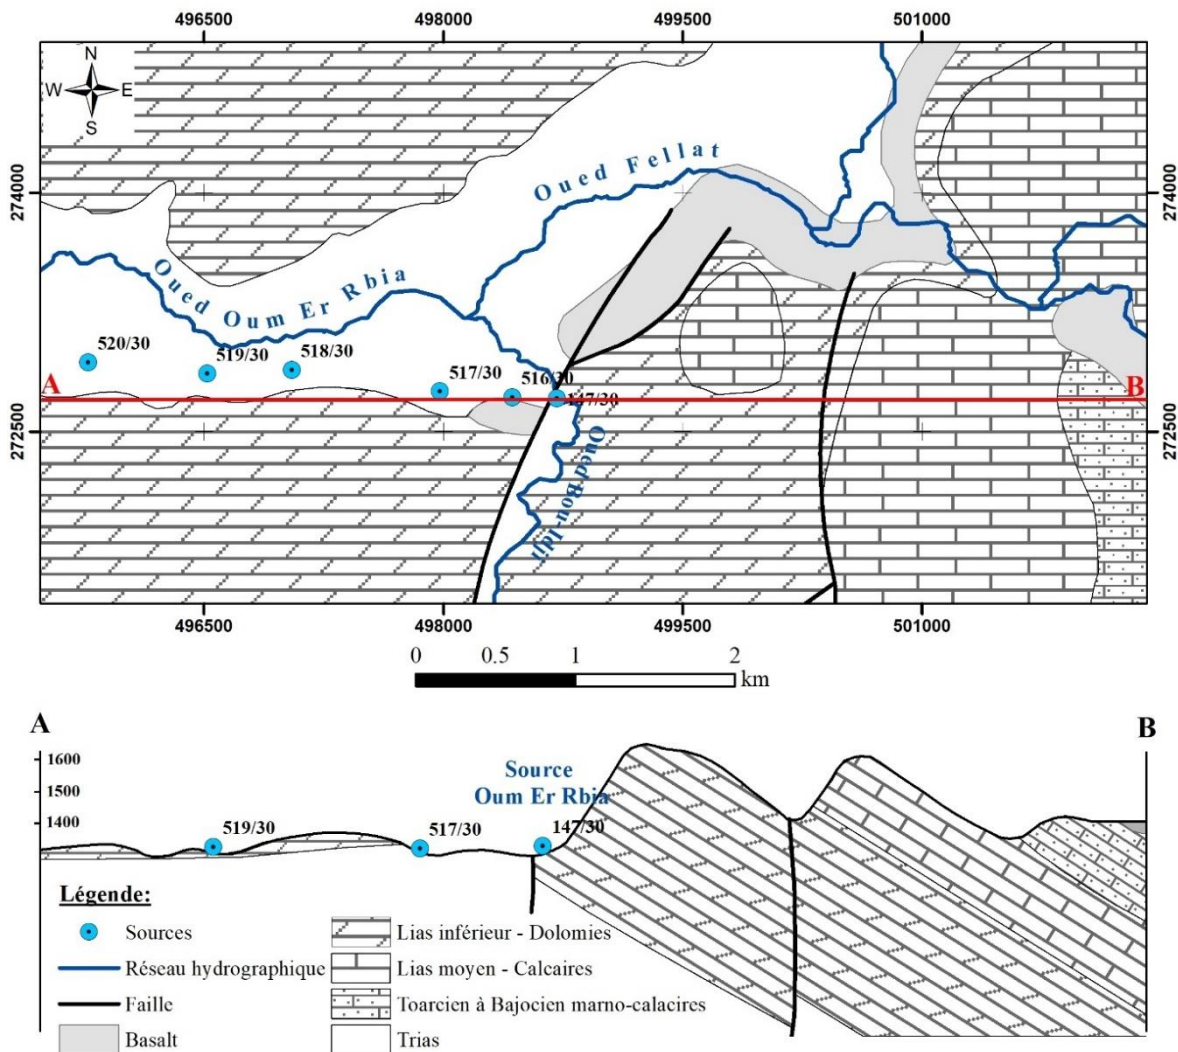 496500 498000 499500 501000
N
W E
S
274000 274000
Oued Fellat
Oued Oum Er Rbia
520/30
519/30
518/30
517/30
516/30
147/30
A B
272500 272500
Oued Bou-Idji
496500 498000 499500 501000
0 0.5 1 2
km
A B
1600
1500
1400
Source
Oum Er Rbia
519/30
517/30
147/30
Légende:
Sources
Réseau hydrographique
Faille
Basalt
Lias inférieur - Dolomies
Lias moyen - Calcaires
Toarcien à Bajocien marno-calacires
Trias